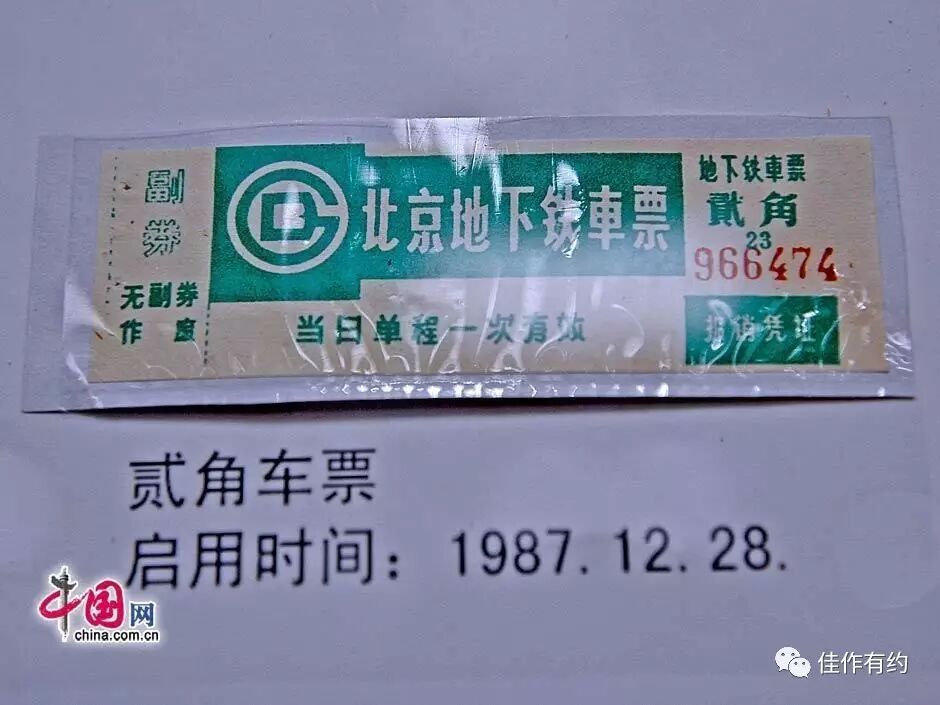 副券
无副券
作废
北京地下铁車票
当日单程一次有效
地下铁車票
貳角
23
966474
报销凭证
贰角车票
启用时间：1987.12.28.
中国网
china.com.cn
佳作有约